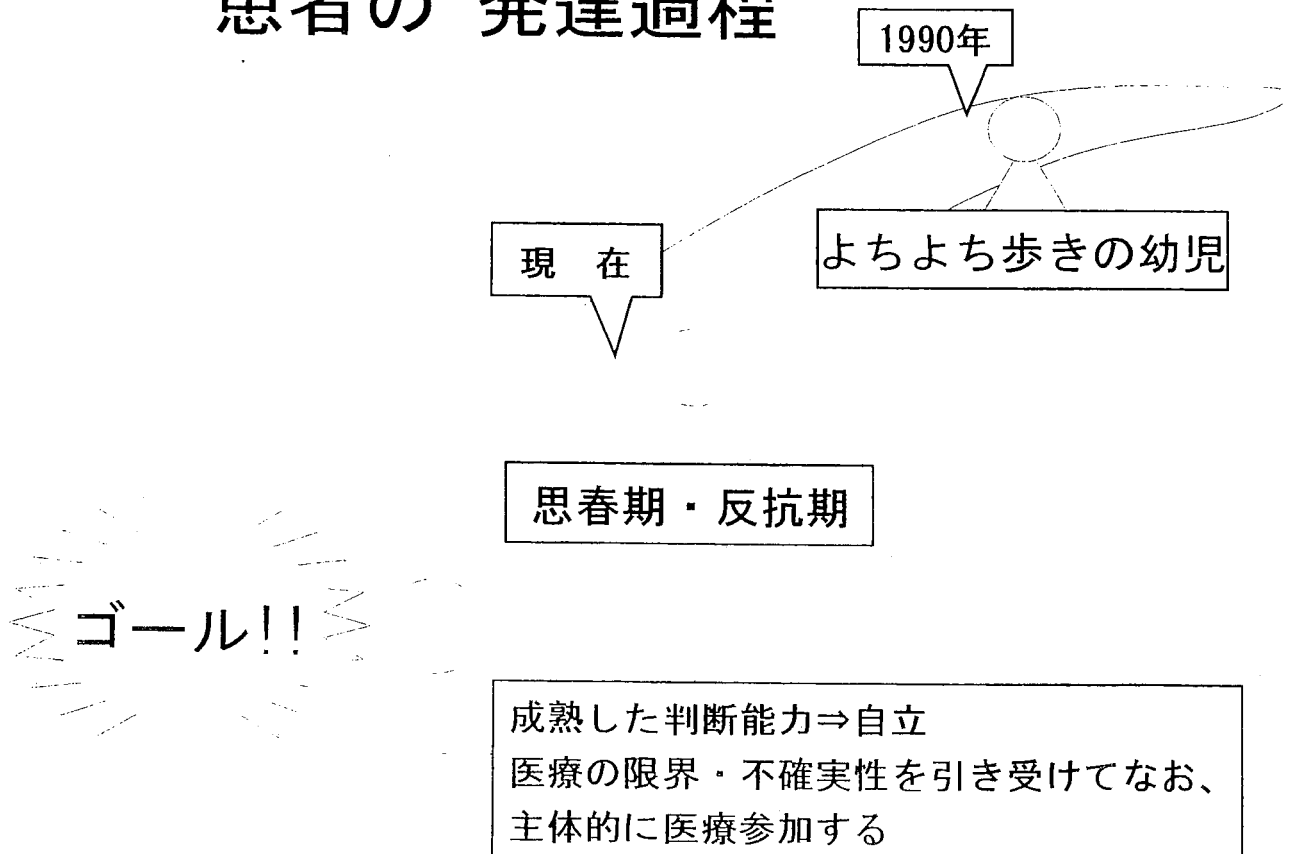 患者の 発達過程
1990年
よちよち歩きの幼児
現 在
思春期・反抗期
ゴール!!
成熟した判断能力⇒自立
医療の限界・不確実性を引き受けてなお、
主体的に医療参加する